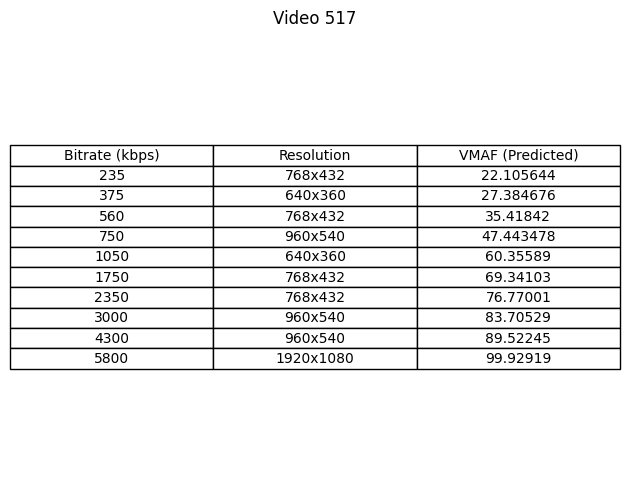 Video 517
Bitrate (kbps) Resolution VMAF (Predicted)
235 768x432 22.105644
375 640x360 27.384676
560 768x432 35.41842
750 960x540 47.443478
1050 640x360 60.35589
1750 768x432 69.34103
2350 768x432 76.77001
3000 960x540 83.70529
4300 960x540 89.52245
5800 1920x1080 99.92919